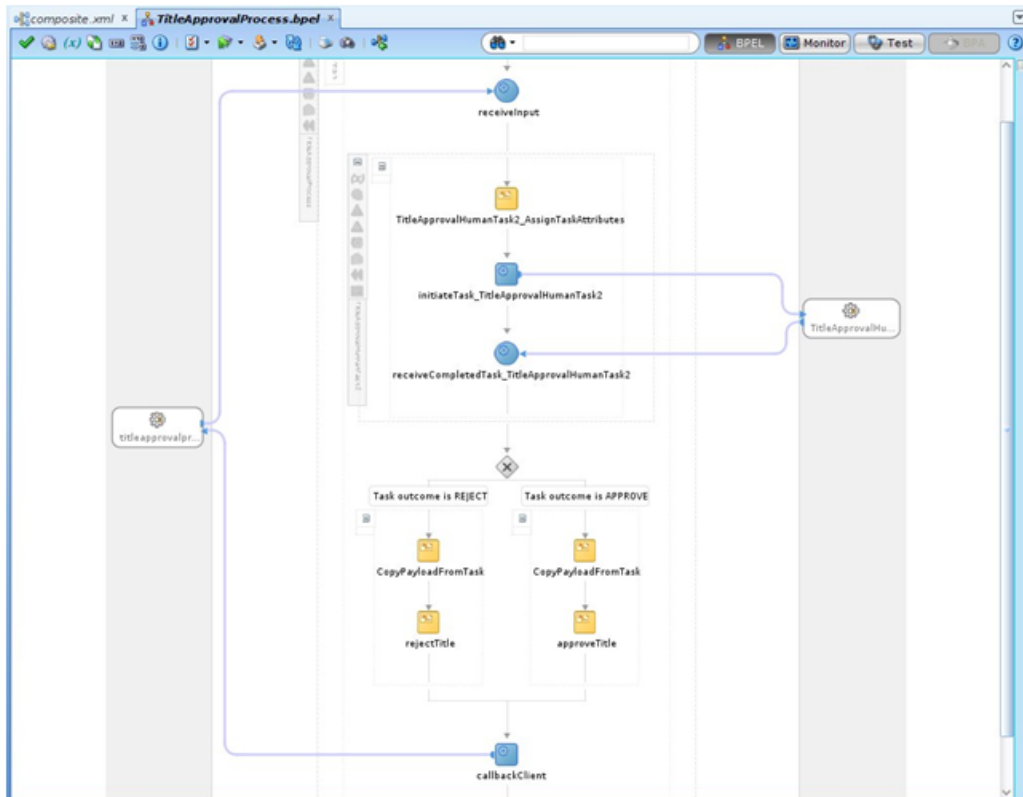 composite.xml
TitleApprovalProcess.bpel
(x)
BPEL
Monitor
Test
receiveInput
TitleApprovalHumanTask2_AssignTaskAttributes
initiateTask_TitleApprovalHumanTask2
TitleApprovalHu...
receiveCompletedTask_TitleApprovalHumanTask2
titleapprovalpr...
Task outcome is REJECT
Task outcome is APPROVE
CopyPayloadFromTask
CopyPayloadFromTask
rejectTitle
approveTitle
callbackClient